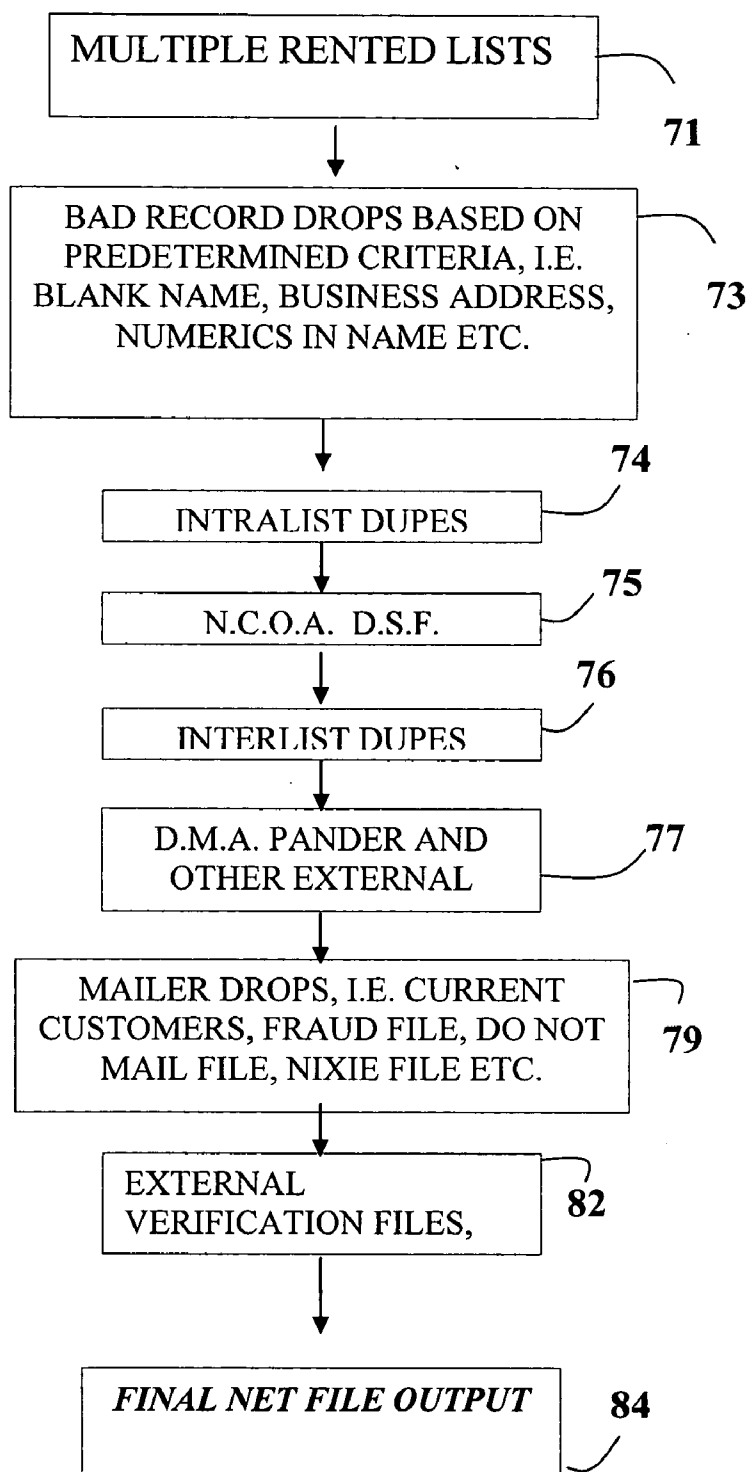 MULTIPLE RENTED LISTS
71
BAD RECORD DROPS BASED ON
PREDETERMINED CRITERIA, I.E.
BLANK NAME, BUSINESS ADDRESS,
NUMERICS IN NAME ETC.
73
74
INTRALIST DUPES
75
N.C.O.A. D.S.F.
76
INTERLIST DUPES
D.M.A. PANDER AND
OTHER EXTERNAL
77
MAILER DROPS, I.E. CURRENT
CUSTOMERS, FRAUD FILE, DO NOT
MAIL FILE, NIXIE FILE ETC.
79
EXTERNAL
VERIFICATION FILES,
82
FINAL NET FILE OUTPUT
84